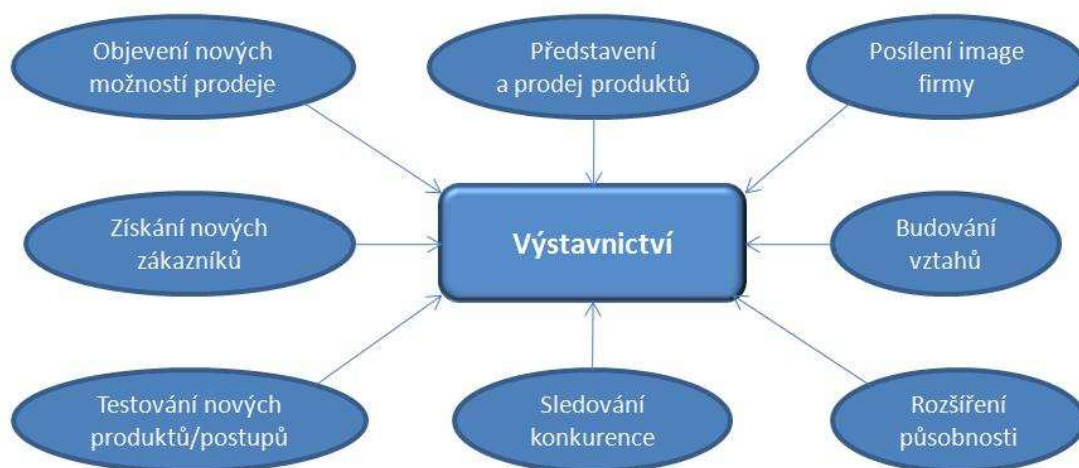 Objevení nových
možností prodeje
Představení
a prodej produktů
Posílení image
firmy
Získání nových
zákazníků
Výstavnictví
Budování
vztahů
Testování nových
produktů/postupů
Sledování
konkurence
Rozšíření
působnosti